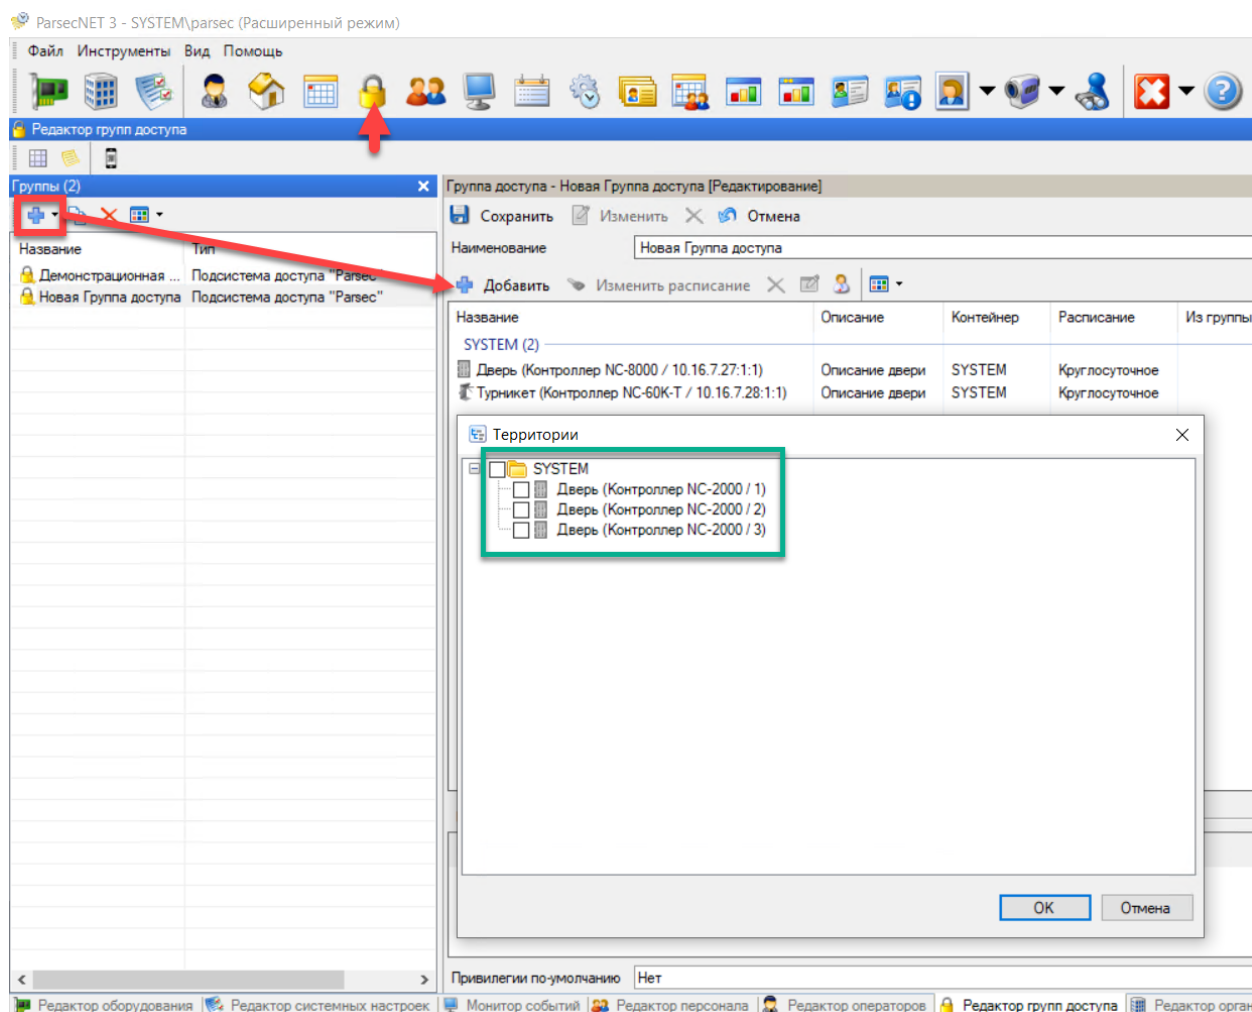 ParsecNET 3 - SYSTEM\parsec (Расширенный режим)
Файл Инструменты Вид Помощь
Редактор групп доступа
Группы (2)
Название Тип
Демонстрационная ... Подсистема доступа "Parsec"
Новая Группа доступа Подсистема доступа "Parsec"
Группа доступа - Новая Группа доступа [Редактирование]
Сохранить Изменить Отмена
Наименование Новая Группа доступа
Добавить Изменить расписание
Название Описание Контейнер Расписание Из группы
SYSTEM (2)
Дверь (Контроллер NC-8000 / 10.16.7.27:1:1) Описание двери SYSTEM Круглосуточное
Турникет (Контроллер NC-60K-T / 10.16.7.28:1:1) Описание двери SYSTEM Круглосуточное
Территории
SYSTEM
Дверь (Контроллер NC-2000 / 1)
Дверь (Контроллер NC-2000 / 2)
Дверь (Контроллер NC-2000 / 3)
OK Отмена
Привилегии по-умолчанию Нет
Редактор оборудования Редактор системных настроек Монитор событий Редактор персонала Редактор операторов Редактор групп доступа Редактор орган